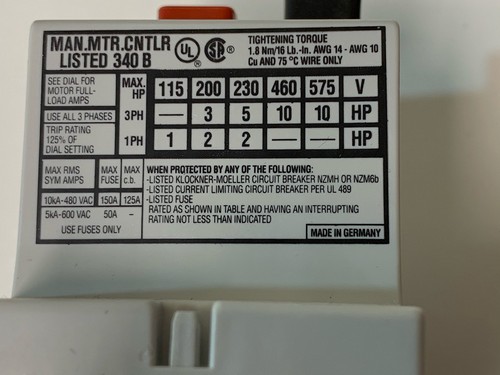 MAN.MTR.CNTLR
LISTED 340 B
UL ® SA ®
TIGHTENING TORQUE
1.8 Nm/16 Lb.-In. AWG 14 - AWG 10
Cu AND 75 °C WIRE ONLY
SEE DIAL FOR
MOTOR FULL-
LOAD AMPS
MAX.
HP
115 200 230 460 575 V
USE ALL 3 PHASES
3PH
— 3 5 10 10 HP
TRIP RATING
125% OF
DIAL SETTING
1PH
1 2 2 — — HP
MAX RMS
SYM AMPS
MAX
FUSE
MAX
c.b.
10kA-480 VAC 150A 125A
5kA-600 VAC 50A –
USE FUSES ONLY
WHEN PROTECTED BY ANY OF THE FOLLOWING:
-LISTED KLOCKNER-MOELLER CIRCUIT BREAKER NZMH OR NZM6b
-LISTED CURRENT LIMITING CIRCUIT BREAKER PER UL 489
-LISTED FUSE
RATED AS SHOWN IN TABLE AND HAVING AN INTERRUPTING
RATING NOT LESS THAN INDICATED
MADE IN GERMANY